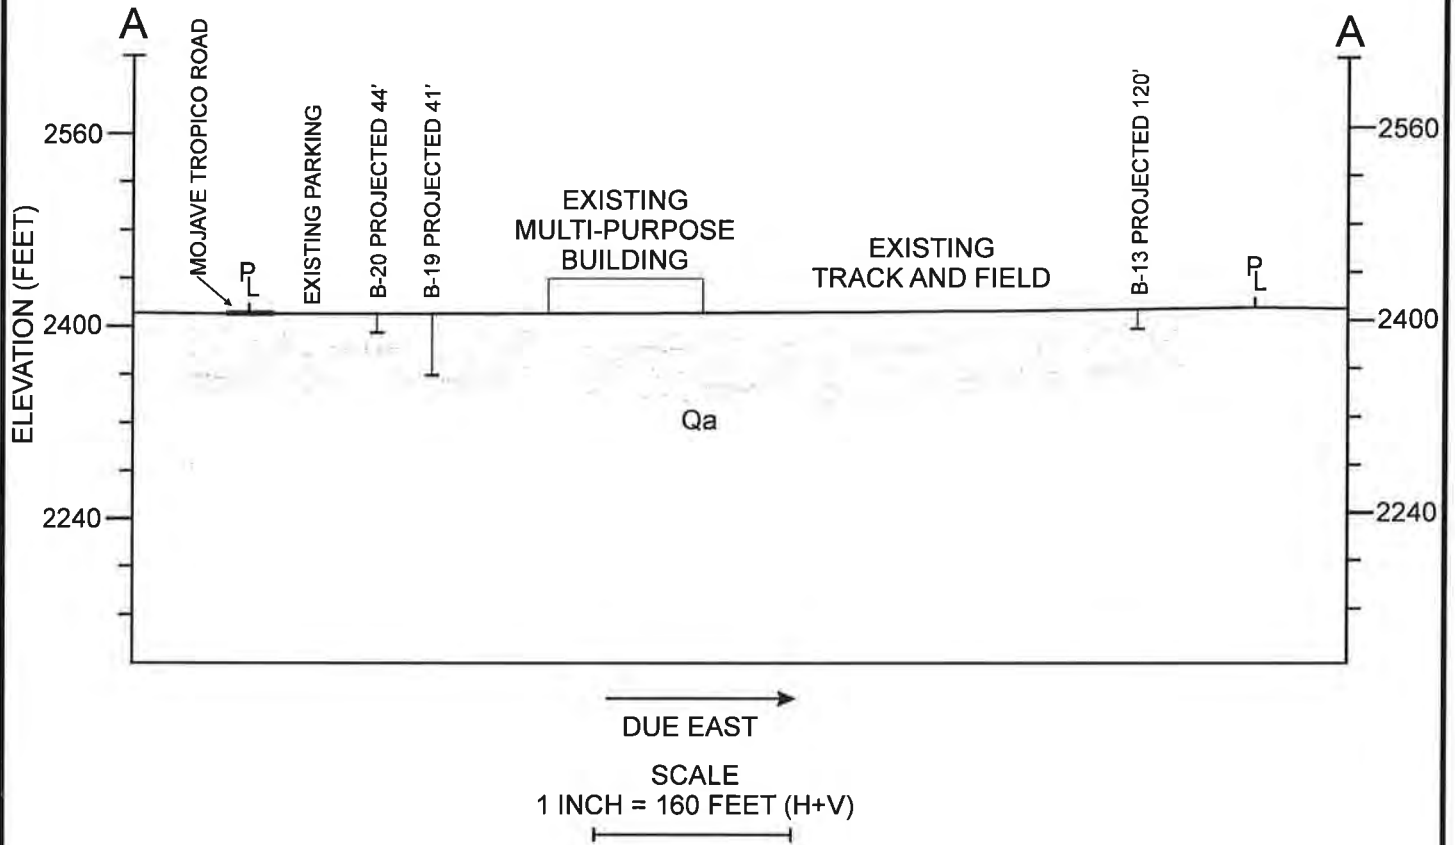 A
A
MOJAVE TROPICO ROAD
EXISTING PARKING
B-20 PROJECTED 44'
B-19 PROJECTED 41'
B-13 PROJECTED 120'
2560
2560
EXISTING
MULTI-PURPOSE
BUILDING
EXISTING
TRACK AND FIELD
PL
PL
ELEVATION (FEET)
2400
2400
Qa
2240
2240
DUE EAST
SCALE
1 INCH = 160 FEET (H+V)